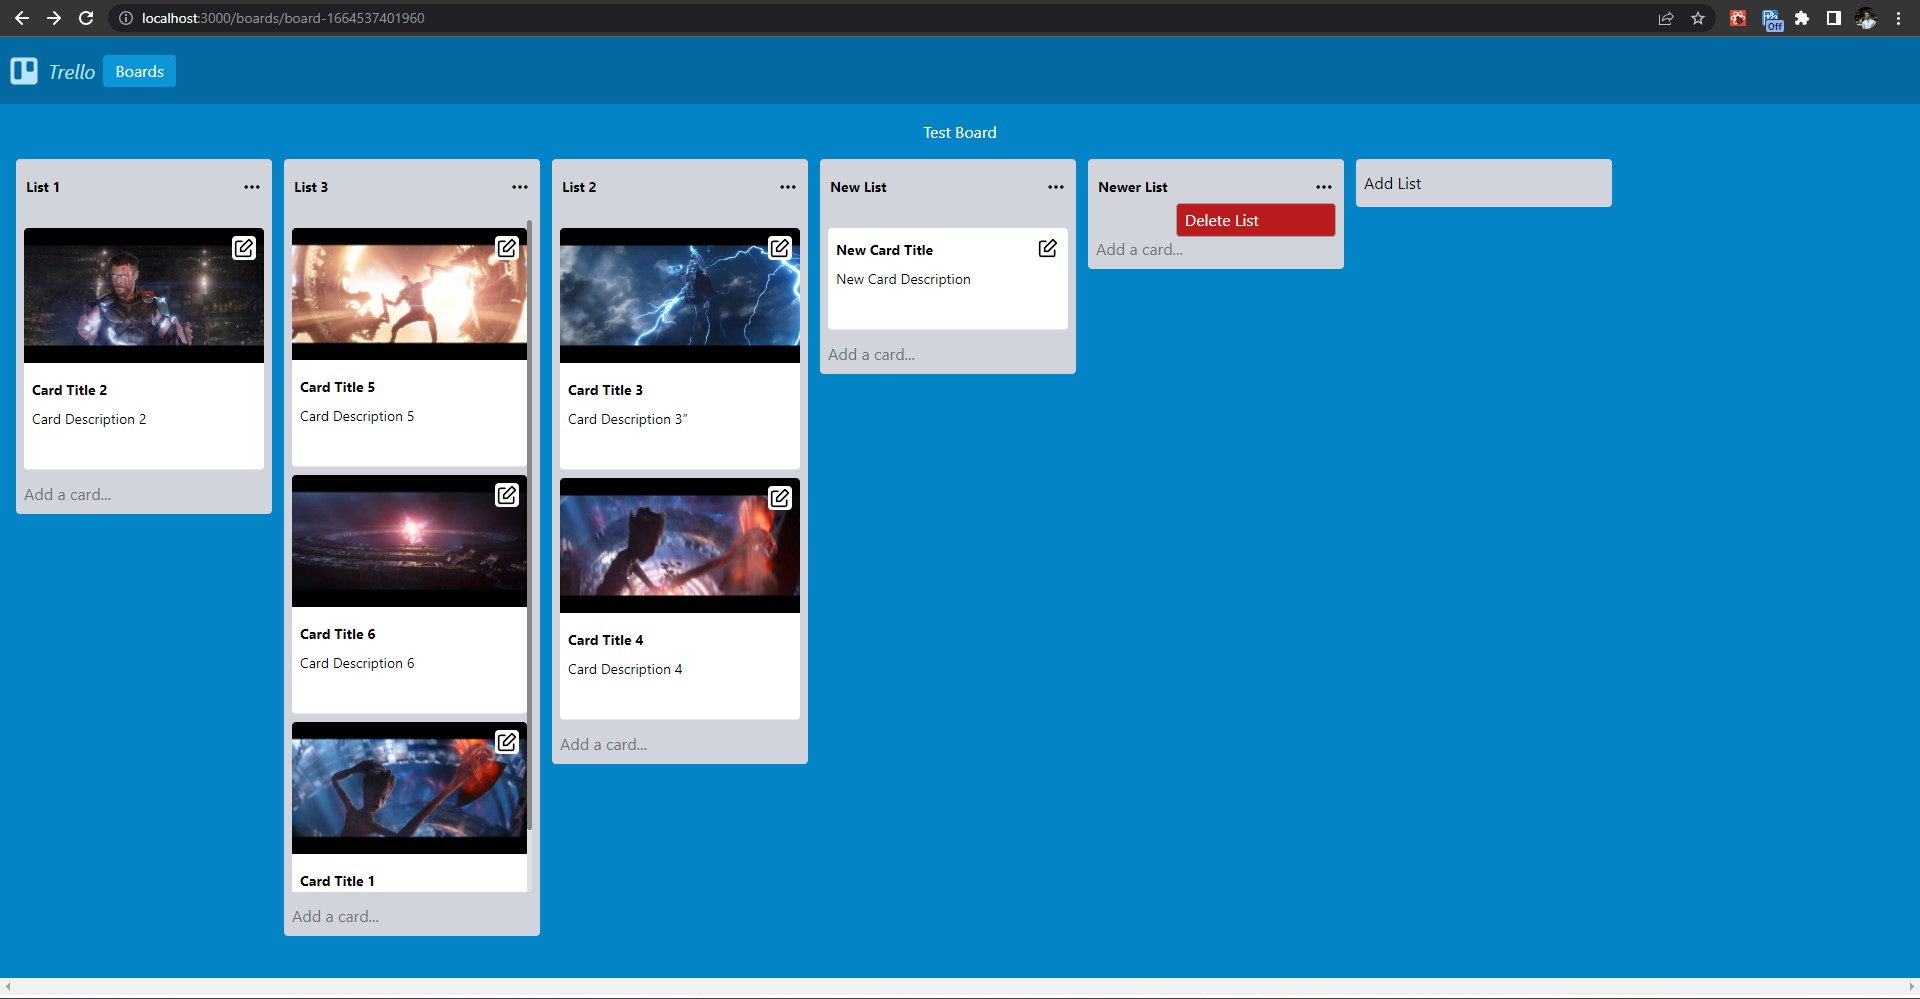 localhost:3000/boards/board-1664537401960
Off
Trello
Boards
Test Board
List 1
Card Title 2
Card Description 2
Add a card...
List 3
Card Title 5
Card Description 5
Card Title 6
Card Description 6
Card Title 1
Add a card...
List 2
Card Title 3
Card Description 3"
Card Title 4
Card Description 4
Add a card...
New List
New Card Title
New Card Description
Add a card...
Newer List
Delete List
Add a card...
Add List